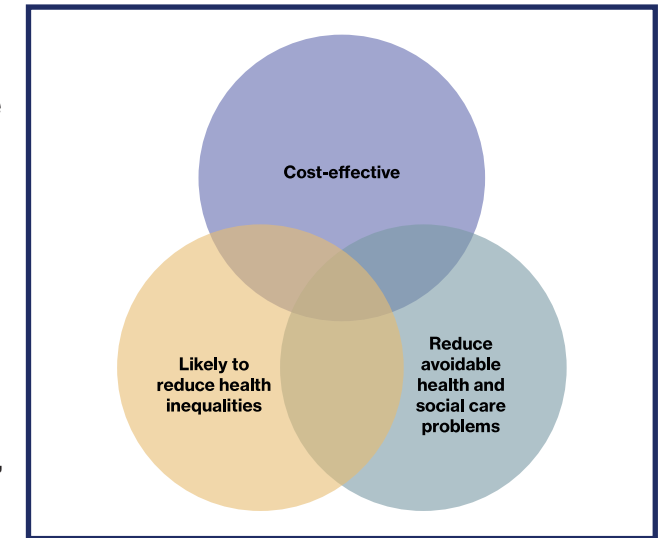 Cost-effective
Likely to
reduce health
inequalities
Reduce
avoidable
health and
social care
problems